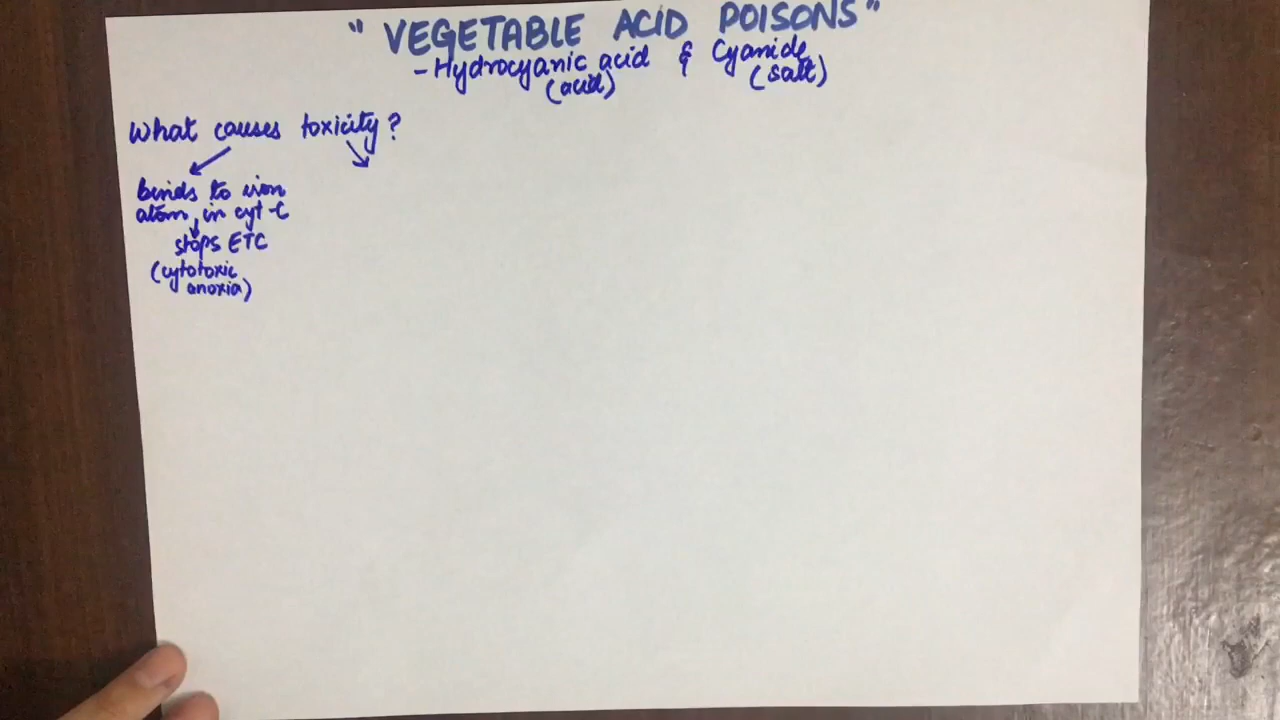 " VEGETABLE ACID POISONS"
- Hydrocyanic acid & Cyanide
(acid) (salt)
What causes toxicity?
binds to iron
atom in cyt-C
stops ETC
(cytotoxic
anoxia)